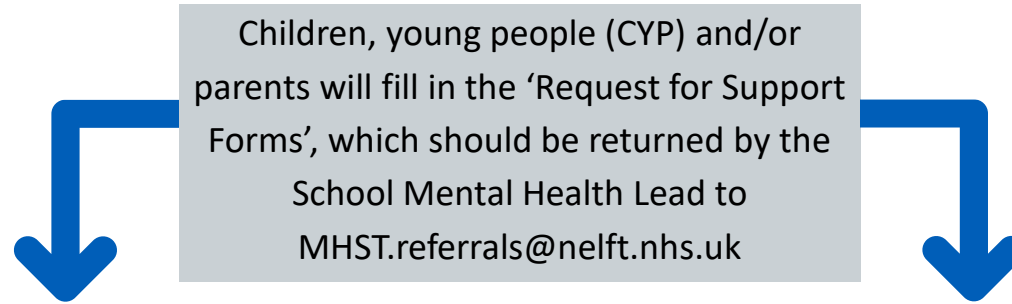 Children, young people (CYP) and/or
parents will fill in the ‘Request for Support
Forms’, which should be returned by the
School Mental Health Lead to
MHST.referrals@nelft.nhs.uk